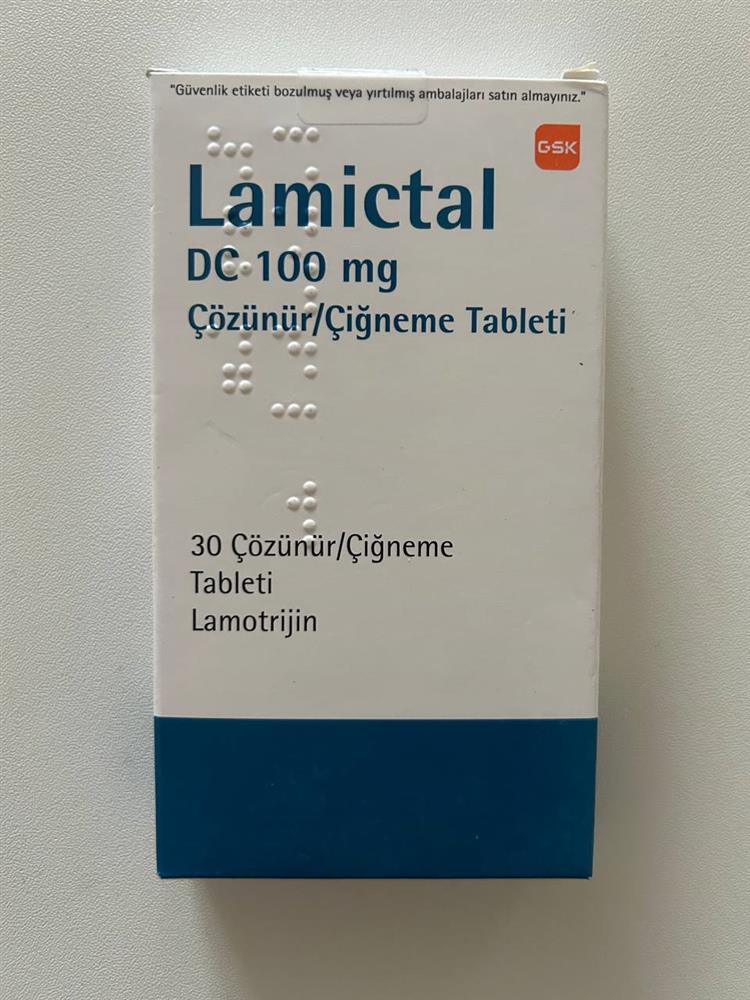 "Güvenlik etiketi bozulmuş veya yırtılmış ambalajları satın almayınız."
GSK
Lamictal
DC 100 mg
Çözünür/Çiğneme Tableti
30 Çözünür/Çiğneme
Tableti
Lamotrijin